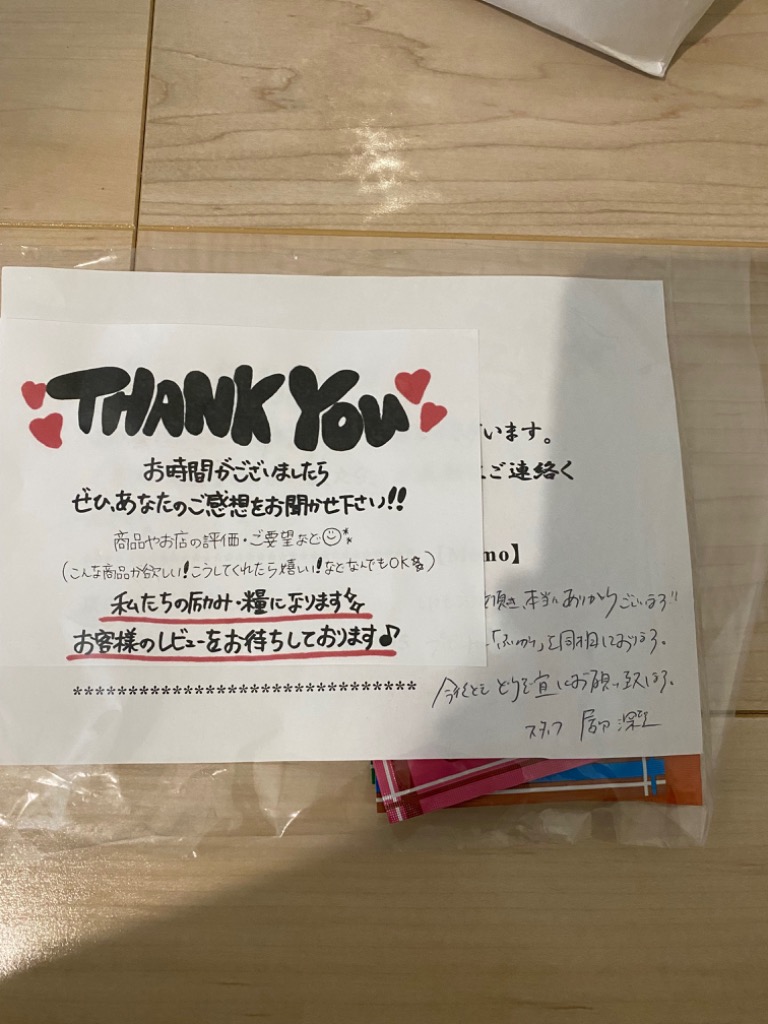 THANK YOU
お時間がございましたら
ぜひ、あなたのご感想をお聞かせ下さい!!
商品やお店の評価・ご要望など
(こんな商品が欲しい!こうしてくれたら嬉しい!などなんでもOK)
私たちの励み・糧になります
お客様のレビューをお待ちしております♪
*******************************
います。
ご連絡く
mo】
頂き、本当にありがとうございます
を同梱しております。
今後とも どうぞ宜しくお願い致します。
スタッフ